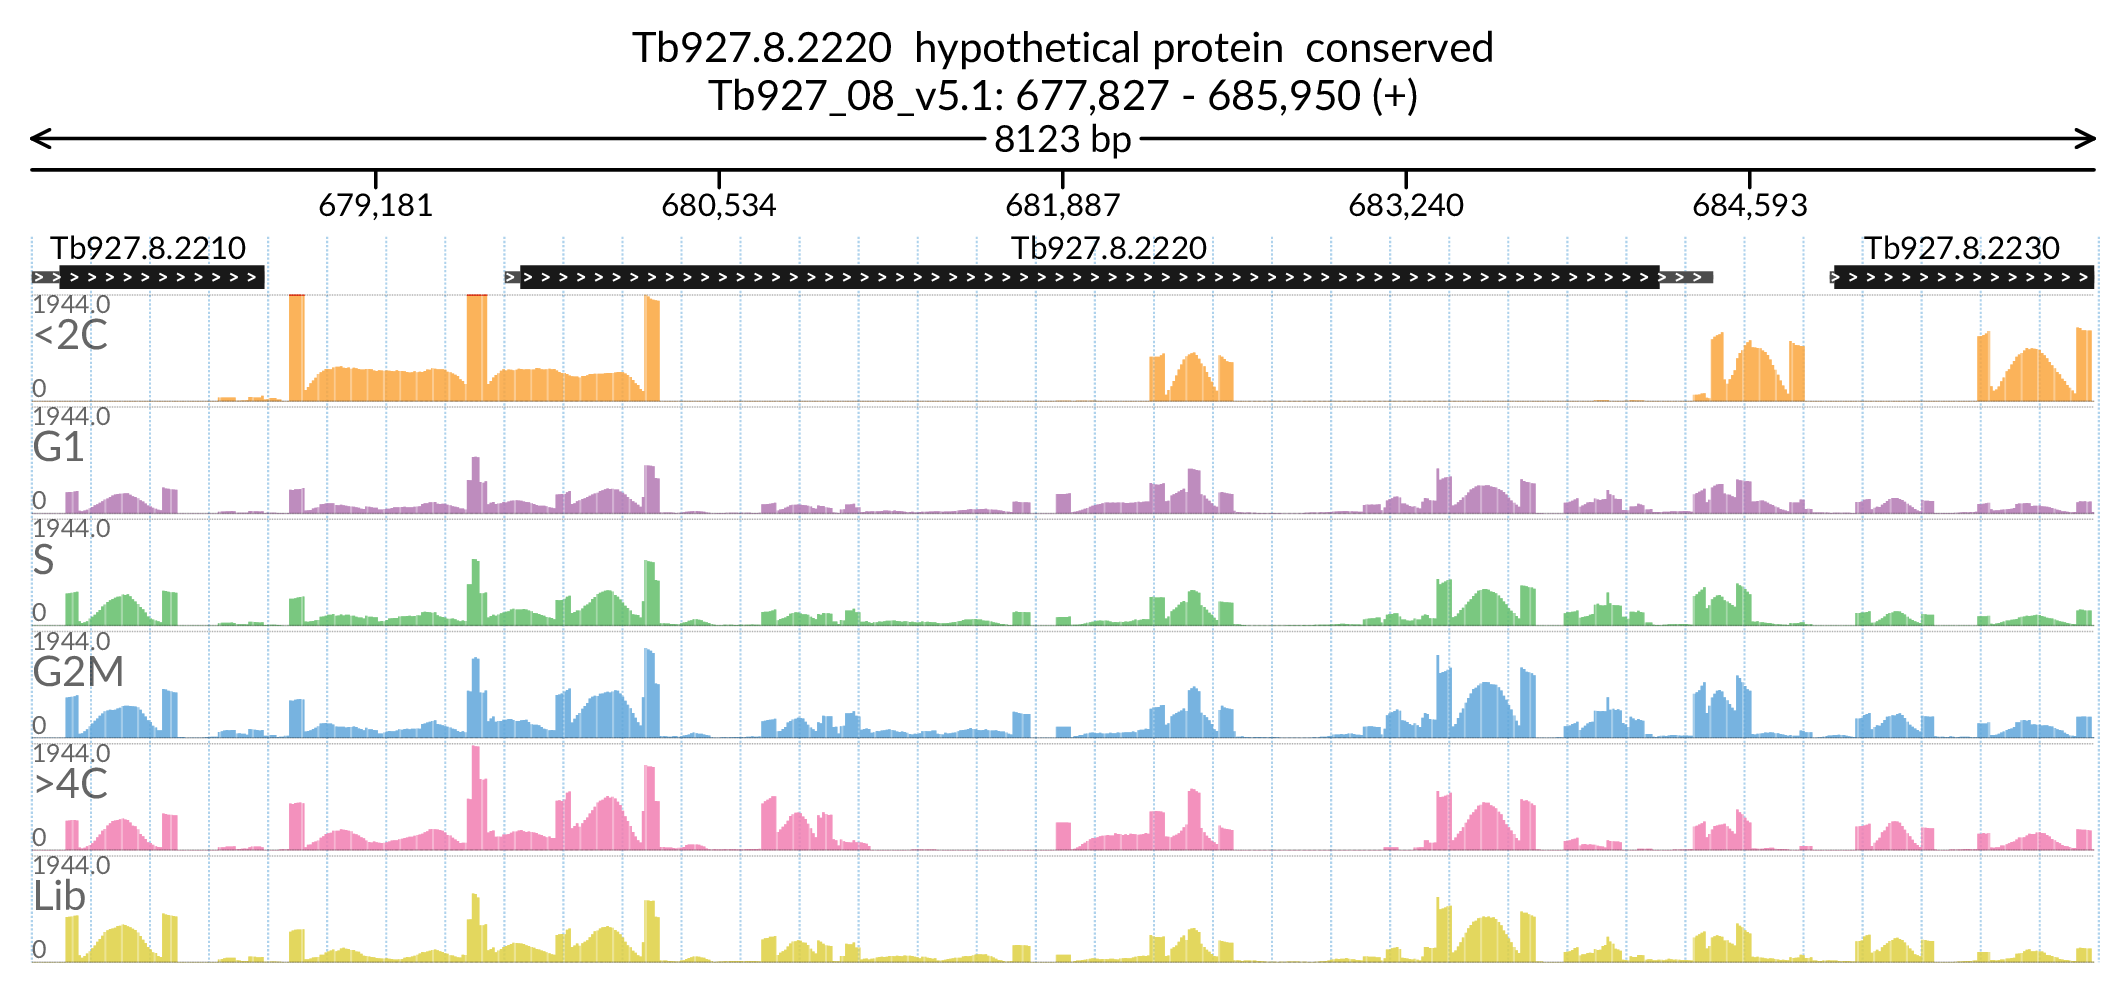 Tb927.8.2220  hypothetical protein  conserved
Tb927_08_v5.1: 677,827 - 685,950 (+)
8123 bp
679,181 680,534 681,887 683,240 684,593
Tb927.8.2210 Tb927.8.2220 Tb927.8.2230
1944.0
<2C
0
1944.0
G1
0
1944.0
S
0
1944.0
G2M
0
1944.0
>4C
0
1944.0
Lib
0